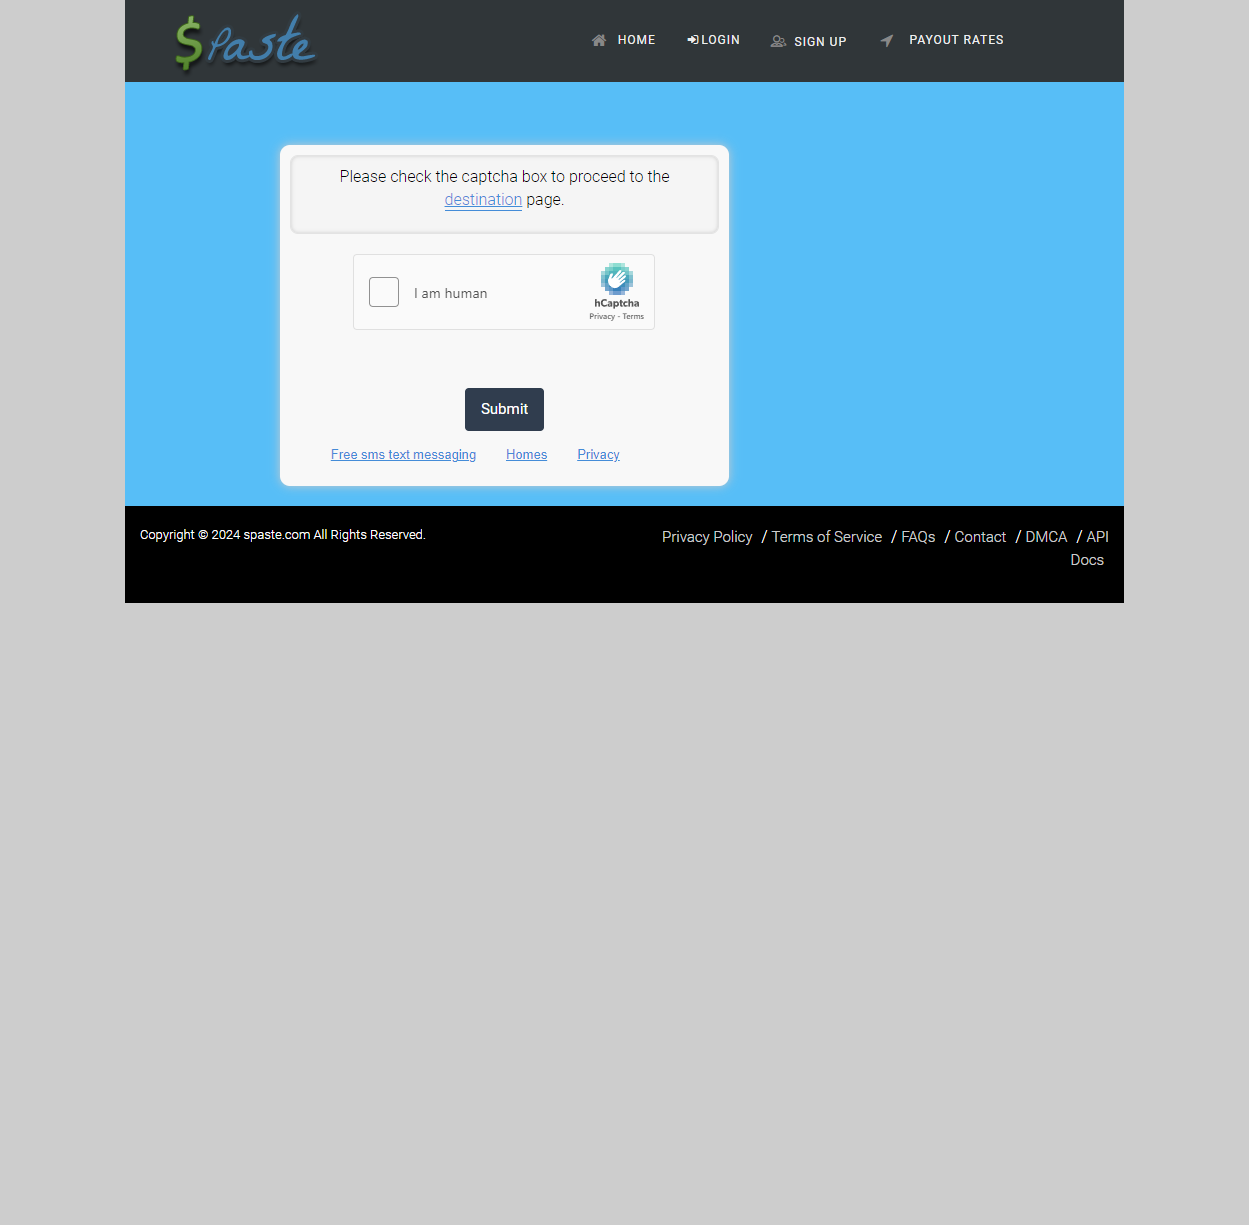 $Paste
HOME LOGIN SIGN UP PAYOUT RATES
Please check the captcha box to proceed to the
destination page.
I am human
hCaptcha
Privacy - Terms
Submit
Free sms text messaging Homes Privacy
Copyright © 2024 spaste.com All Rights Reserved.
Privacy Policy / Terms of Service / FAQs / Contact / DMCA / API
Docs